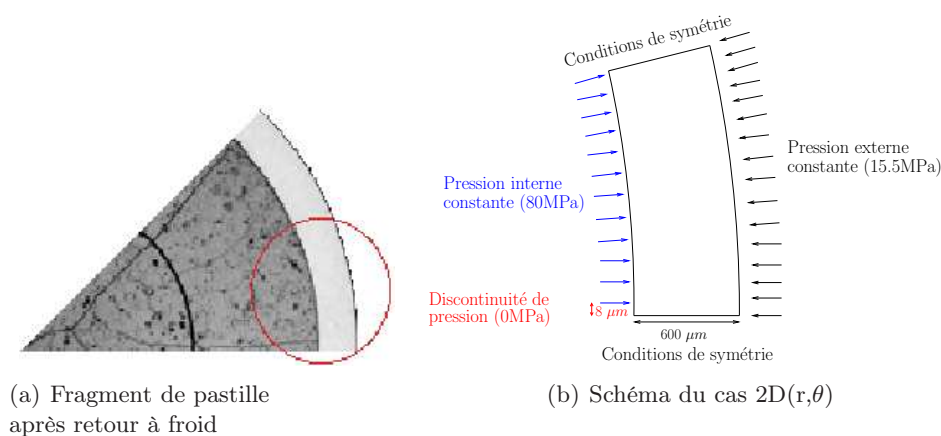 Conditions de symétrie
Pression externe
constante (15.5MPa)
Pression interne
constante (80MPa)
Discontinuité de
pression (0MPa)
8 μm
600 μm
Conditions de symétrie
(a) Fragment de pastille
après retour à froid
(b) Schéma du cas 2D(r,θ)